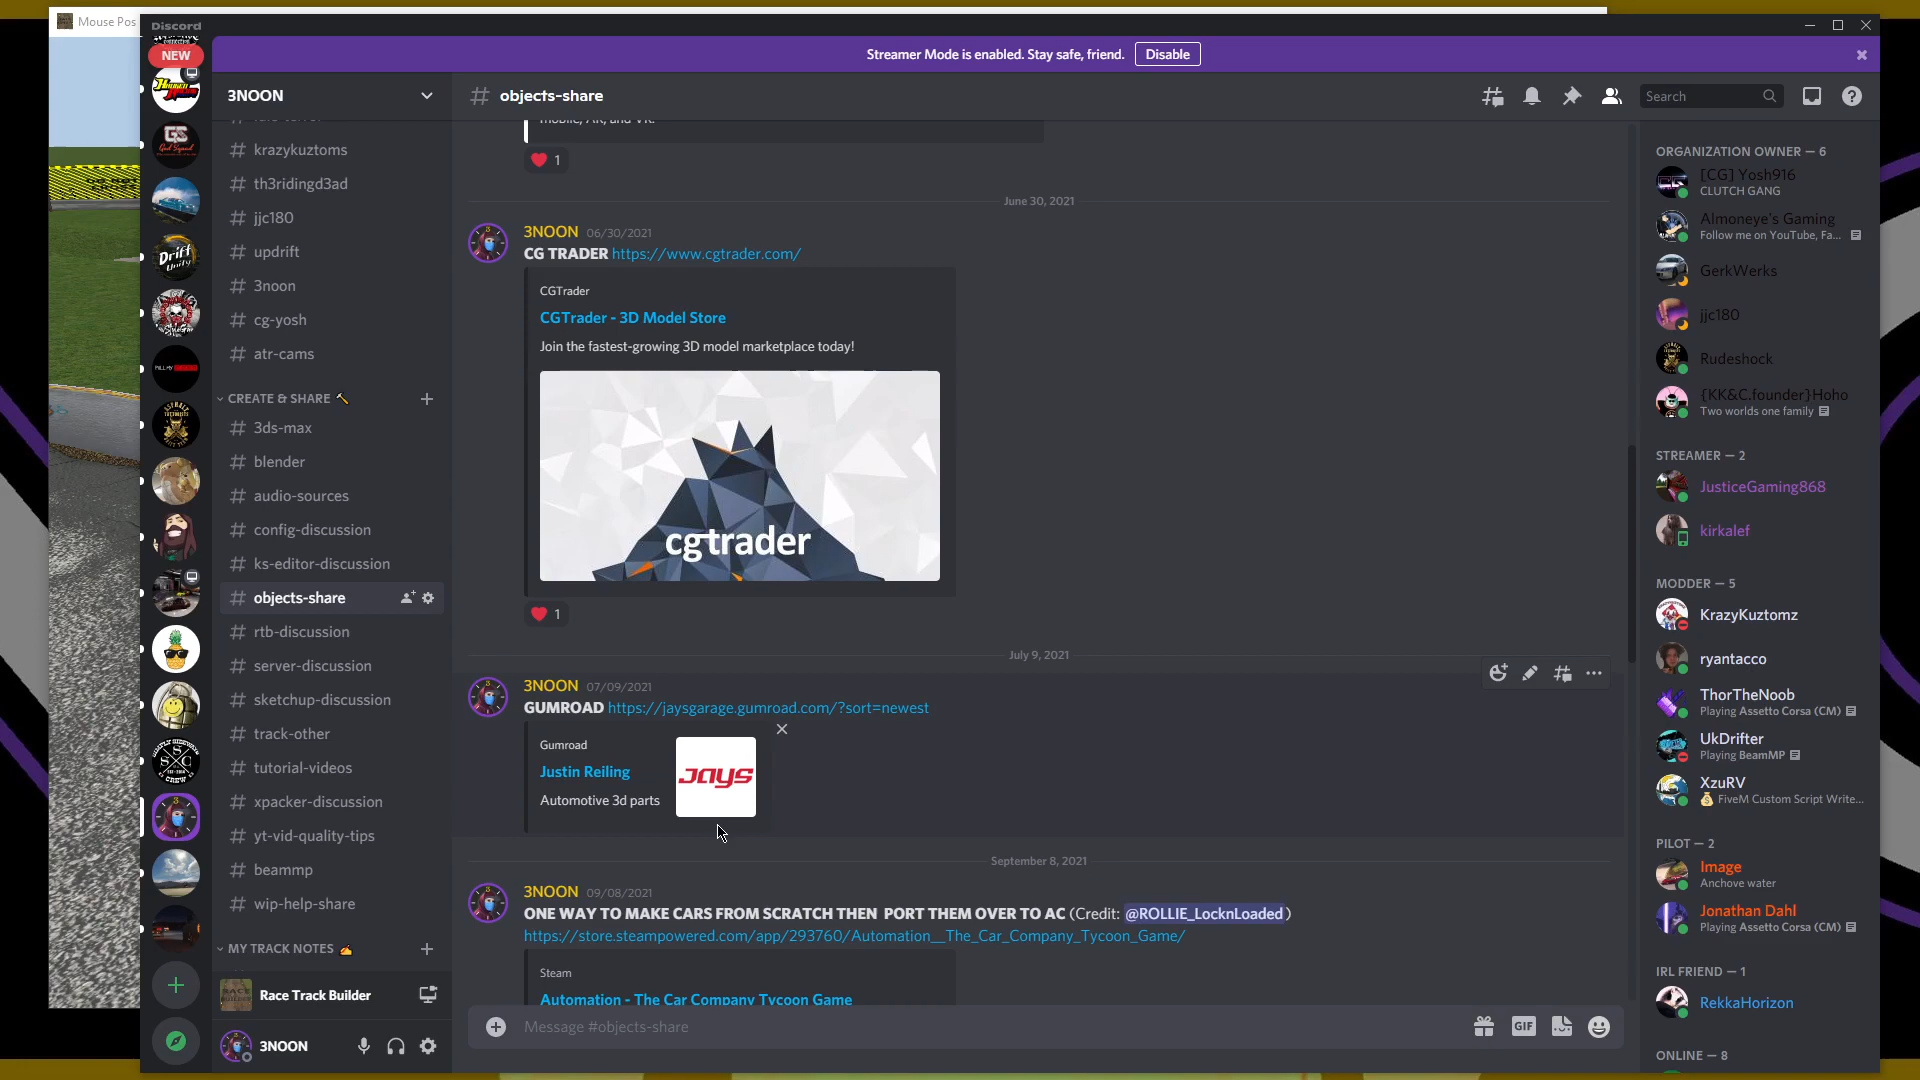 Mouse Pos
Discord
NEW
Streamer Mode is enabled. Stay safe, friend. Disable
3NOON
objects-share
Search
krazykuztoms
th3ridingd3ad
jjc180
updrift
3noon
cg-yosh
atr-cams
CREATE & SHARE 🔨
3ds-max
blender
audio-sources
config-discussion
ks-editor-discussion
objects-share
rtb-discussion
server-discussion
sketchup-discussion
track-other
tutorial-videos
xpacker-discussion
yt-vid-quality-tips
beammp
wip-help-share
MY TRACK NOTES ✍
Race Track Builder
3NOON
mobile, AR, and VR.
❤ 1
June 30, 2021
3NOON 06/30/2021
CG TRADER https://www.cgtrader.com/
CGTrader
CGTrader - 3D Model Store
Join the fastest-growing 3D model marketplace today!
cgtrader
❤ 1
July 9, 2021
3NOON 07/09/2021
GUMROAD https://jaysgarage.gumroad.com/?sort=newest
Gumroad
Justin Reiling
Automotive 3d parts
JAYS
September 8, 2021
3NOON 09/08/2021
ONE WAY TO MAKE CARS FROM SCRATCH THEN PORT THEM OVER TO AC (Credit: @ROLLIE_LocknLoaded)
https://store.steampowered.com/app/293760/Automation__The_Car_Company_Tycoon_Game/
Steam
Automation - The Car Company Tycoon Game
Message #objects-share
GIF
ORGANIZATION OWNER — 6
[CG] Yosh916
CLUTCH GANG
Almoneye's Gaming
Follow me on YouTube, Fa...
GerkWerks
jjc180
Rudeshock
{KK&C.founder}Hoho
Two worlds one family
STREAMER — 2
JusticeGaming868
kirkalef
MODDER — 5
KrazyKuztomz
ryantacco
ThorTheNoob
Playing Assetto Corsa (CM)
UkDrifter
Playing BeamMP
XzuRV
💰 FiveM Custom Script Write...
PILOT — 2
Image
Anchove water
Jonathan Dahl
Playing Assetto Corsa (CM)
IRL FRIEND — 1
RekkaHorizon
ONLINE — 8